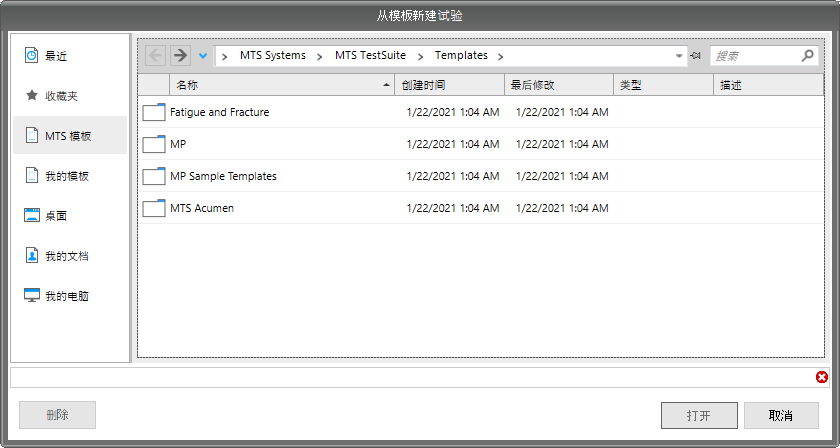 从模板新建试验
最近
收藏夹
MTS 模板
我的模板
桌面
我的文档
我的电脑
MTS Systems MTS TestSuite Templates 搜索
名称 创建时间 最后修改 类型 描述
Fatigue and Fracture 1/22/2021 1:04 AM 1/22/2021 1:04 AM
MP 1/22/2021 1:04 AM 1/22/2021 1:04 AM
MP Sample Templates 1/22/2021 1:04 AM 1/22/2021 1:04 AM
MTS Acumen 1/22/2021 1:04 AM 1/22/2021 1:04 AM
删除 打开 取消